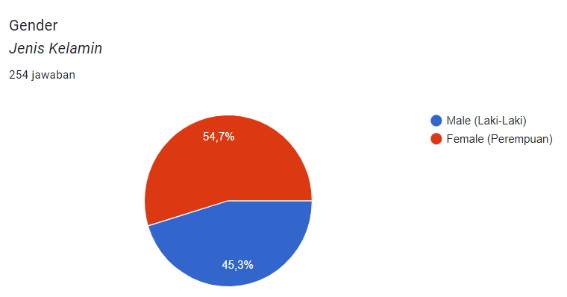 Gender
Jenis Kelamin
254 jawaban
54,7%
45,3%
Male (Laki-Laki)
Female (Perempuan)